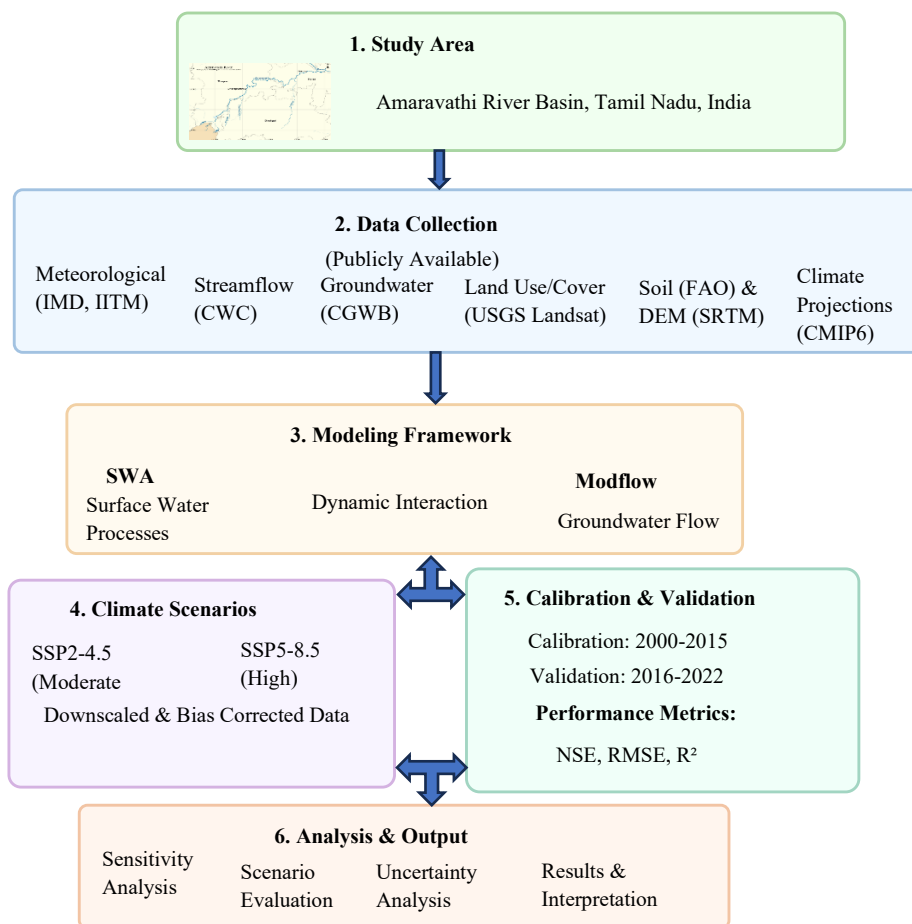 1. Study Area
Amaravathi River Basin, Tamil Nadu, India
2. Data Collection
(Publicly Available)
Meteorological
(IMD, IITM)
Streamflow
(CWC)
Groundwater
(CGWB)
Land Use/Cover
(USGS Landsat)
Soil (FAO) &
DEM (SRTM)
Climate
Projections
(CMIP6)
3. Modeling Framework
SWA
Surface Water
Processes
Dynamic Interaction
Modflow
Groundwater Flow
4. Climate Scenarios
SSP2-4.5
(Moderate
SSP5-8.5
(High)
Downscaled & Bias Corrected Data
5. Calibration & Validation
Calibration: 2000-2015
Validation: 2016-2022
Performance Metrics:
NSE, RMSE, R²
6. Analysis & Output
Sensitivity
Analysis
Scenario
Evaluation
Uncertainty
Analysis
Results &
Interpretation